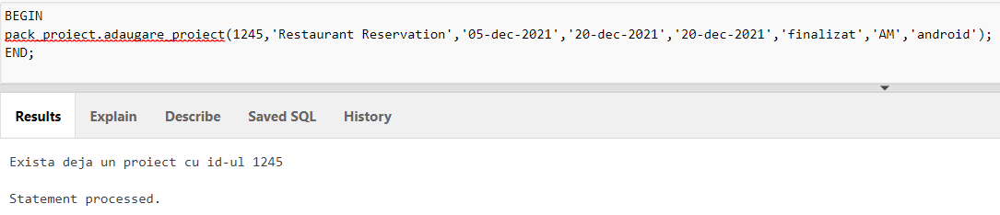 BEGIN
pack_proiect.adaugare_proiect(1245,'Restaurant Reservation','05-dec-2021','20-dec-2021','20-dec-2021','finalizat','AM','android');
END;
Results Explain Describe Saved SQL History
Exista deja un proiect cu id-ul 1245
Statement processed.